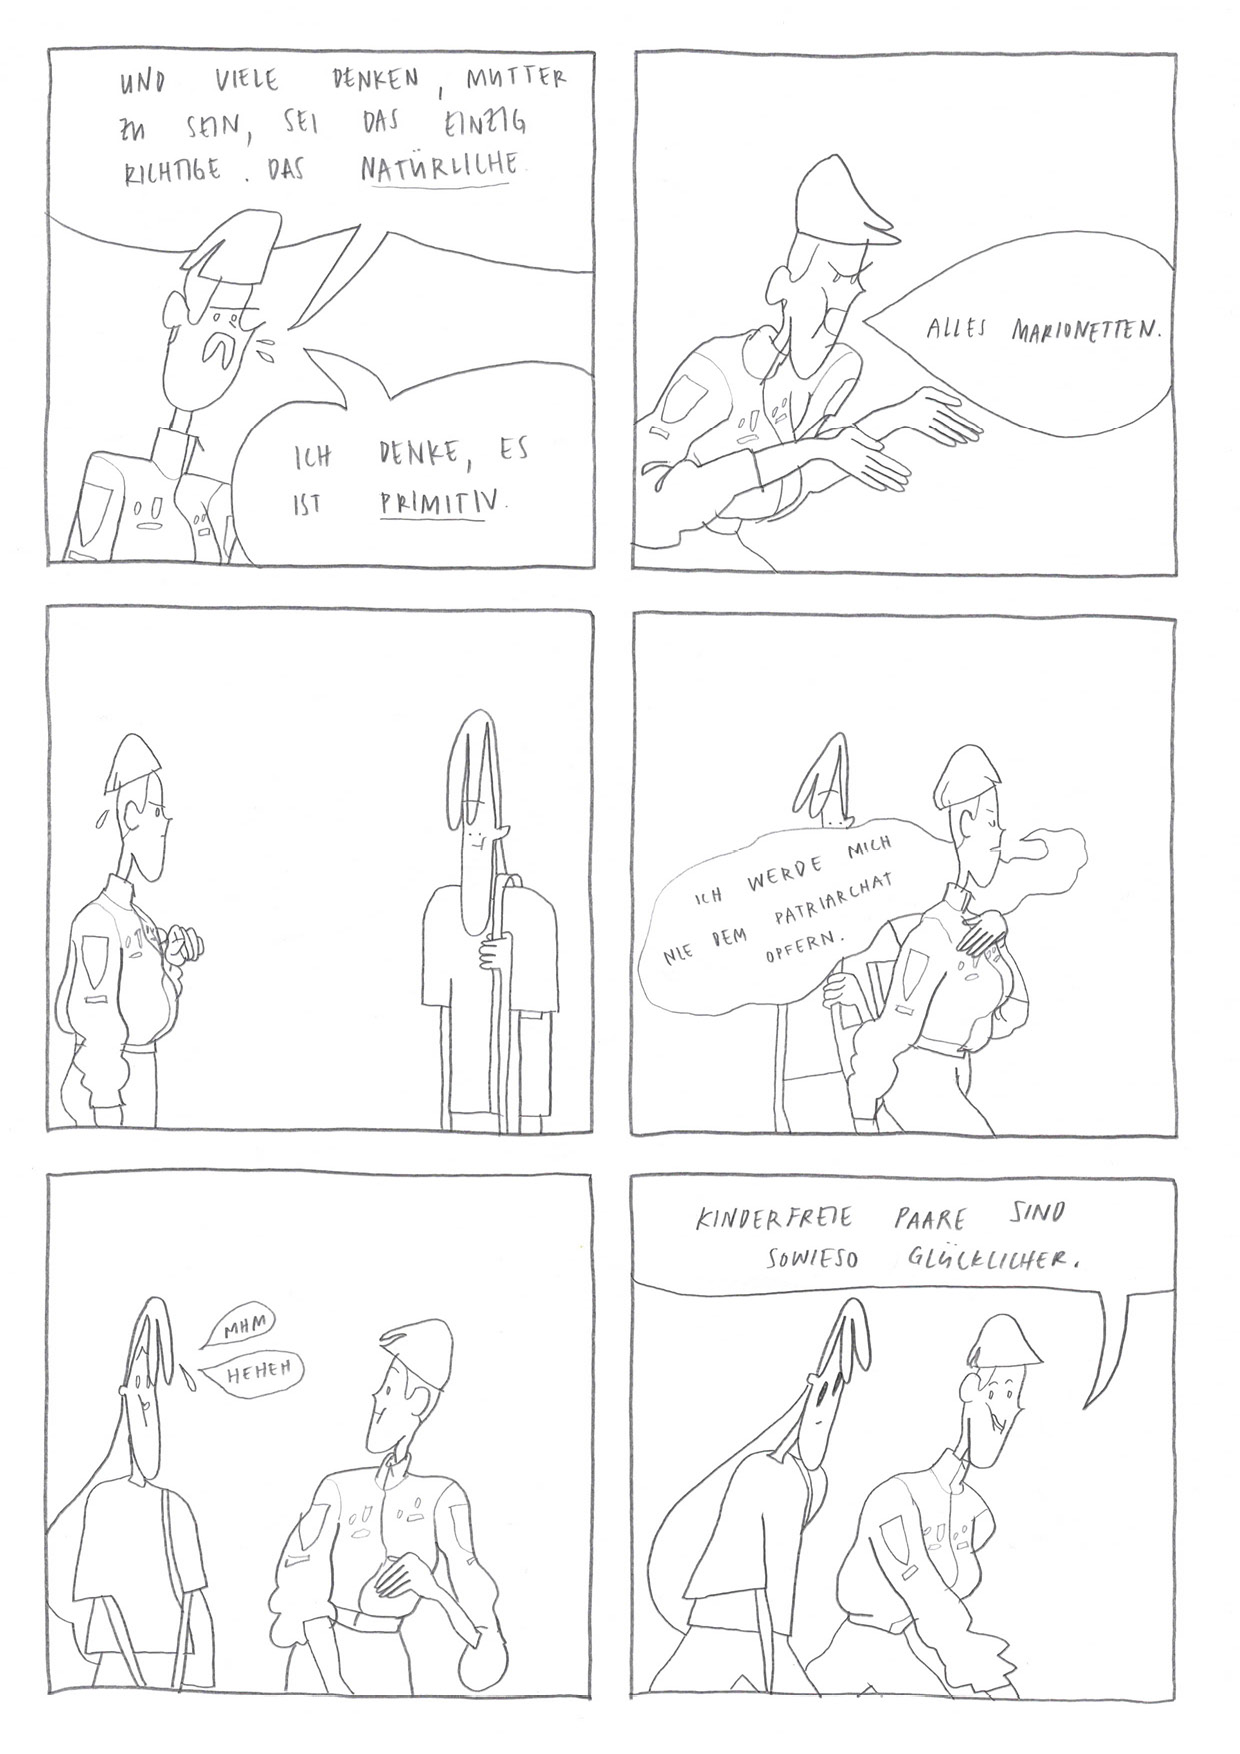 UND VIELE DENKEN, MUTTER
ZU SEIN, SEI DAS EINZIG
RICHTIGE. DAS NATÜRLICHE.
ICH DENKE, ES
IST PRIMITIV.
ALLES MARIONETTEN.
ICH WERDE MICH
NIE DEM PATRIARCHAT
OPFERN.
MHM
HEHEH
KINDERFREIE PAARE SIND
SOWIESO GLÜCKLICHER.